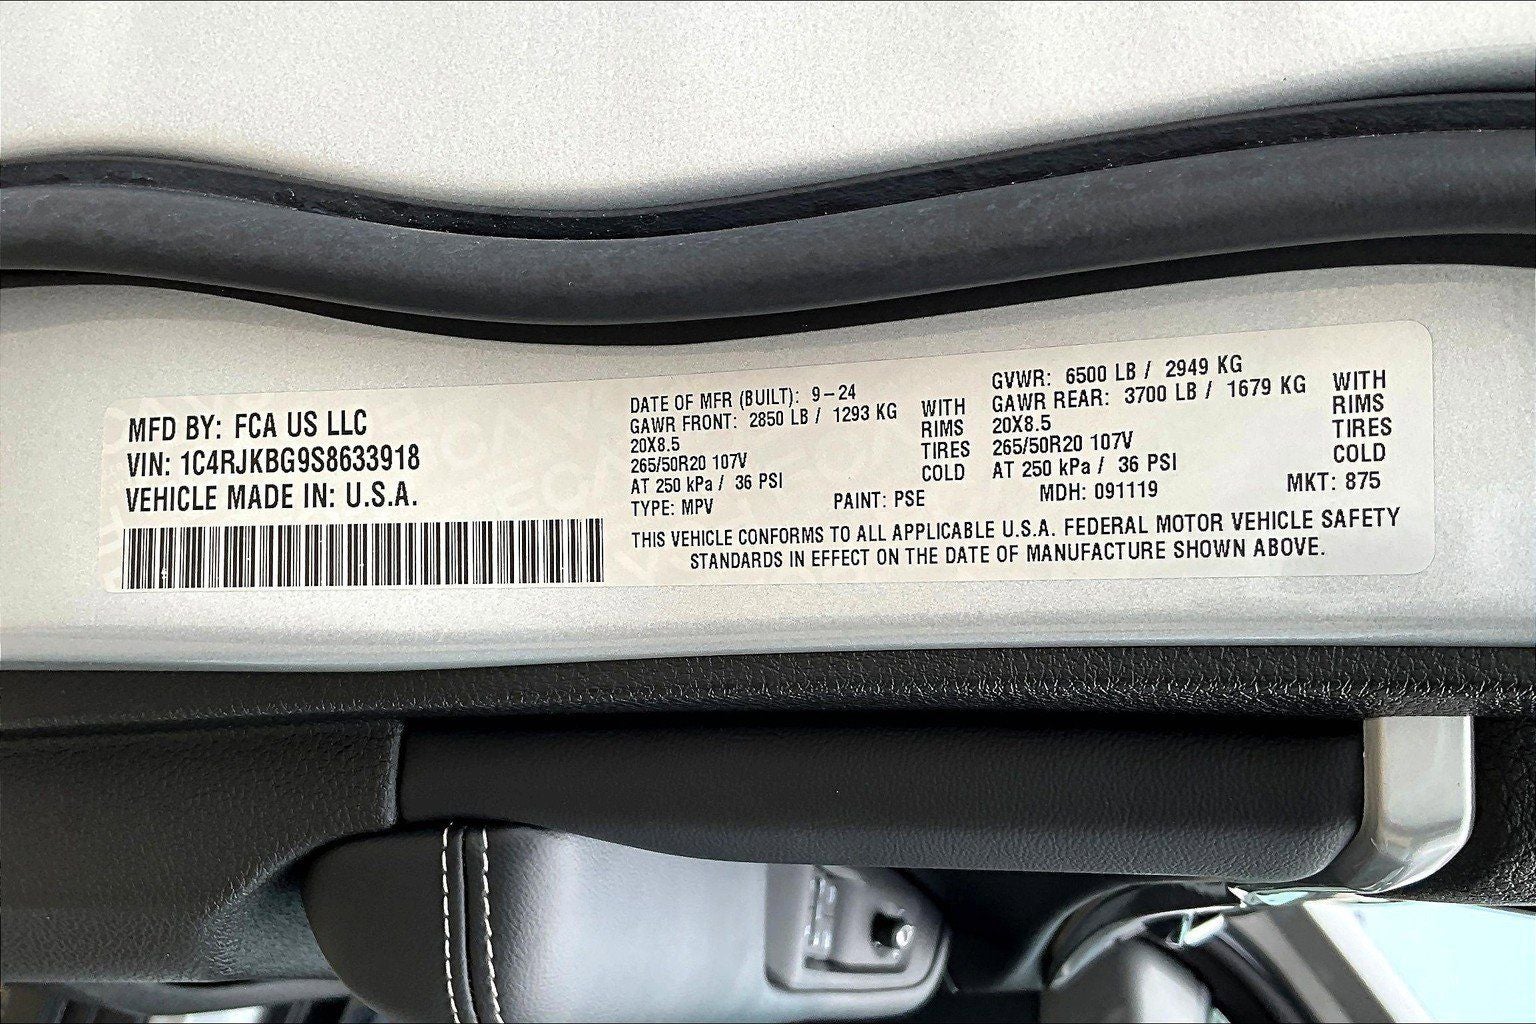 MFD BY: FCA US LLC
VIN: 1C4RJKBG9S8633918
VEHICLE MADE IN: U.S.A.
DATE OF MFR (BUILT): 9-24
GAWR FRONT: 2850 LB / 1293 KG
20X8.5
265/50R20 107V
AT 250 kPa / 36 PSI
WITH
RIMS
TIRES
COLD
GVWR: 6500 LB / 2949 KG
GAWR REAR: 3700 LB / 1679 KG
20X8.5
265/50R20 107V
AT 250 kPa / 36 PSI
WITH
RIMS
TIRES
COLD
TYPE: MPV PAINT: PSE MDH: 091119 MKT: 875
THIS VEHICLE CONFORMS TO ALL APPLICABLE U.S.A. FEDERAL MOTOR VEHICLE SAFETY
STANDARDS IN EFFECT ON THE DATE OF MANUFACTURE SHOWN ABOVE.